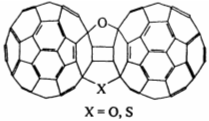 O
X
X = O, S